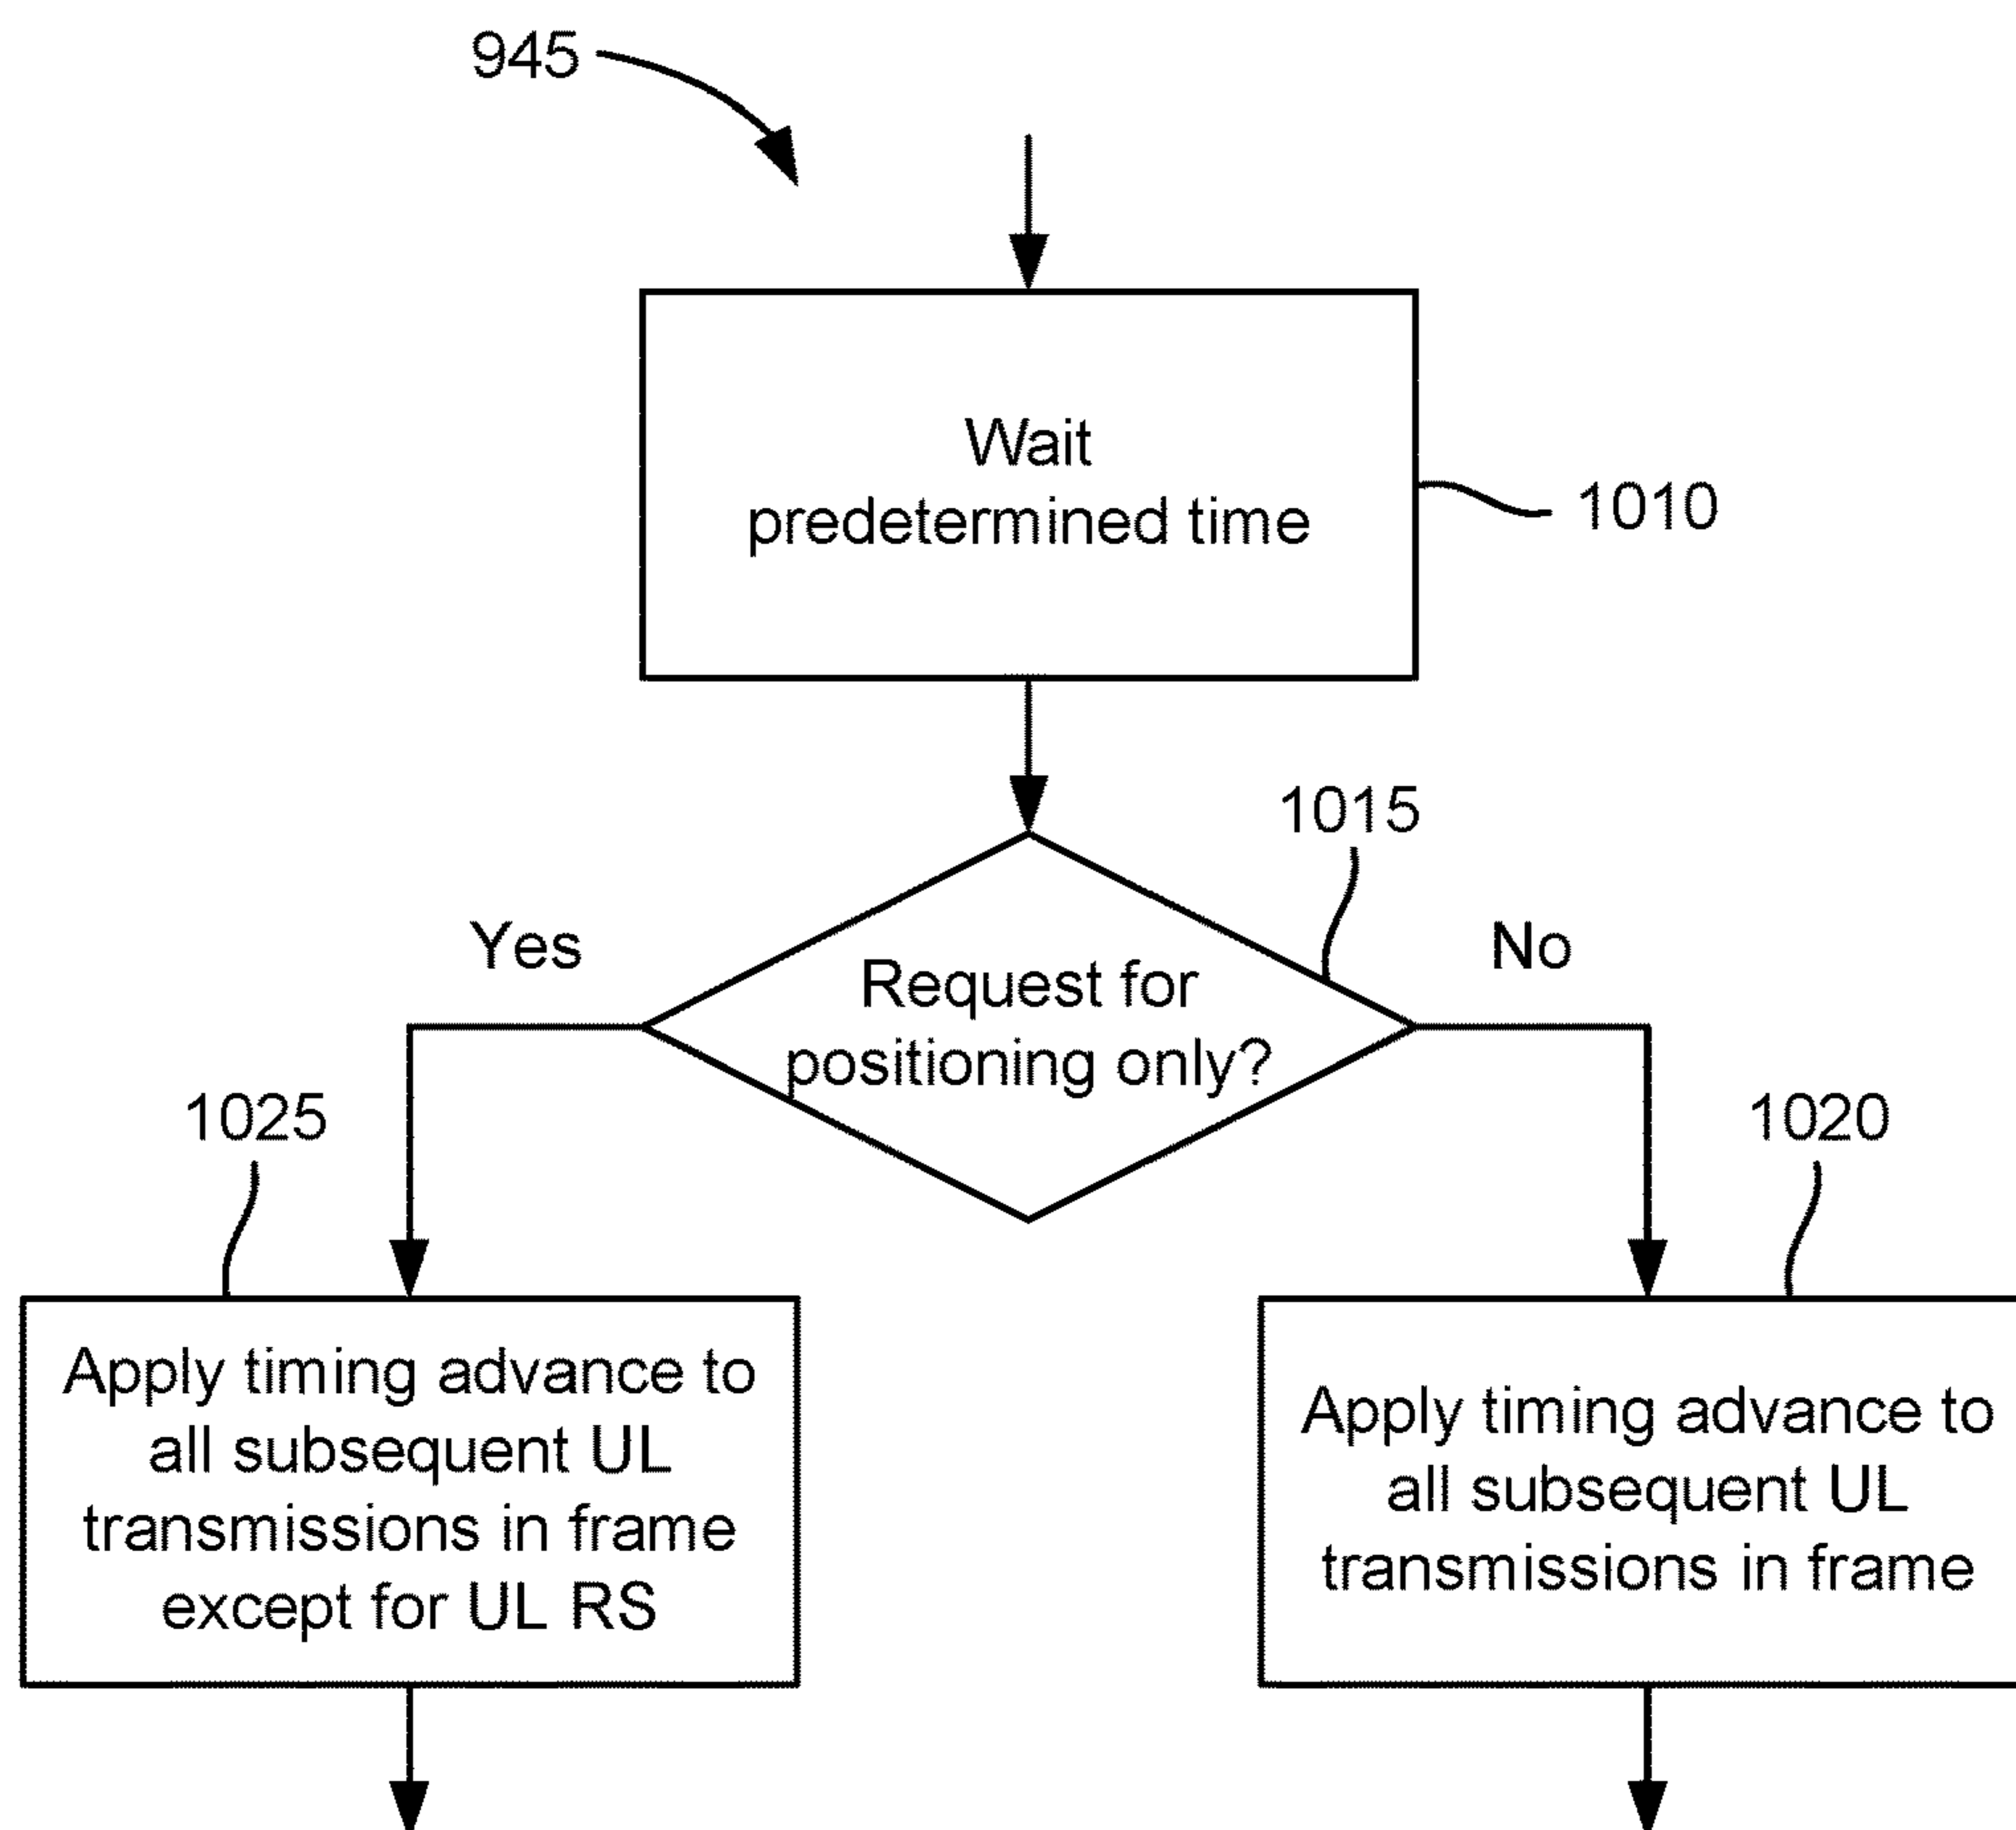 945
Wait
predetermined time
1010
1015
Yes
No
Request for
positioning only?
1025
1020
Apply timing advance to
all subsequent UL
transmissions in frame
except for UL RS
Apply timing advance to
all subsequent UL
transmissions in frame